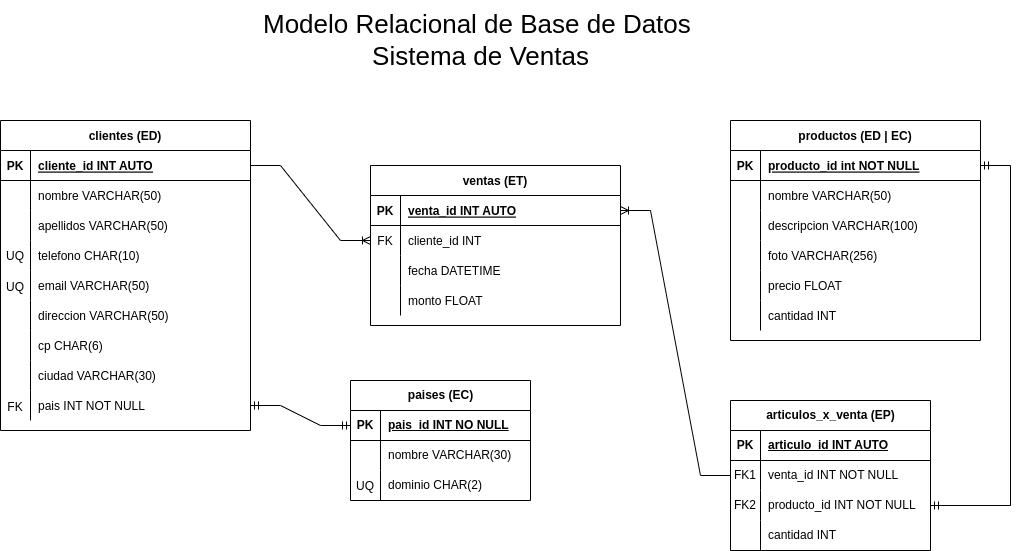 Modelo Relacional de Base de Datos
Sistema de Ventas
clientes (ED)
PK cliente_id INT AUTO
nombre VARCHAR(50)
apellidos VARCHAR(50)
UQ telefono CHAR(10)
UQ email VARCHAR(50)
direccion VARCHAR(50)
cp CHAR(6)
ciudad VARCHAR(30)
FK pais INT NOT NULL
ventas (ET)
PK venta_id INT AUTO
FK cliente_id INT
fecha DATETIME
monto FLOAT
paises (EC)
PK pais_id INT NO NULL
nombre VARCHAR(30)
UQ dominio CHAR(2)
productos (ED | EC)
PK producto_id int NOT NULL
nombre VARCHAR(50)
descripcion VARCHAR(100)
foto VARCHAR(256)
precio FLOAT
cantidad INT
articulos_x_venta (EP)
PK articulo_id INT AUTO
FK1 venta_id INT NOT NULL
FK2 producto_id INT NOT NULL
cantidad INT